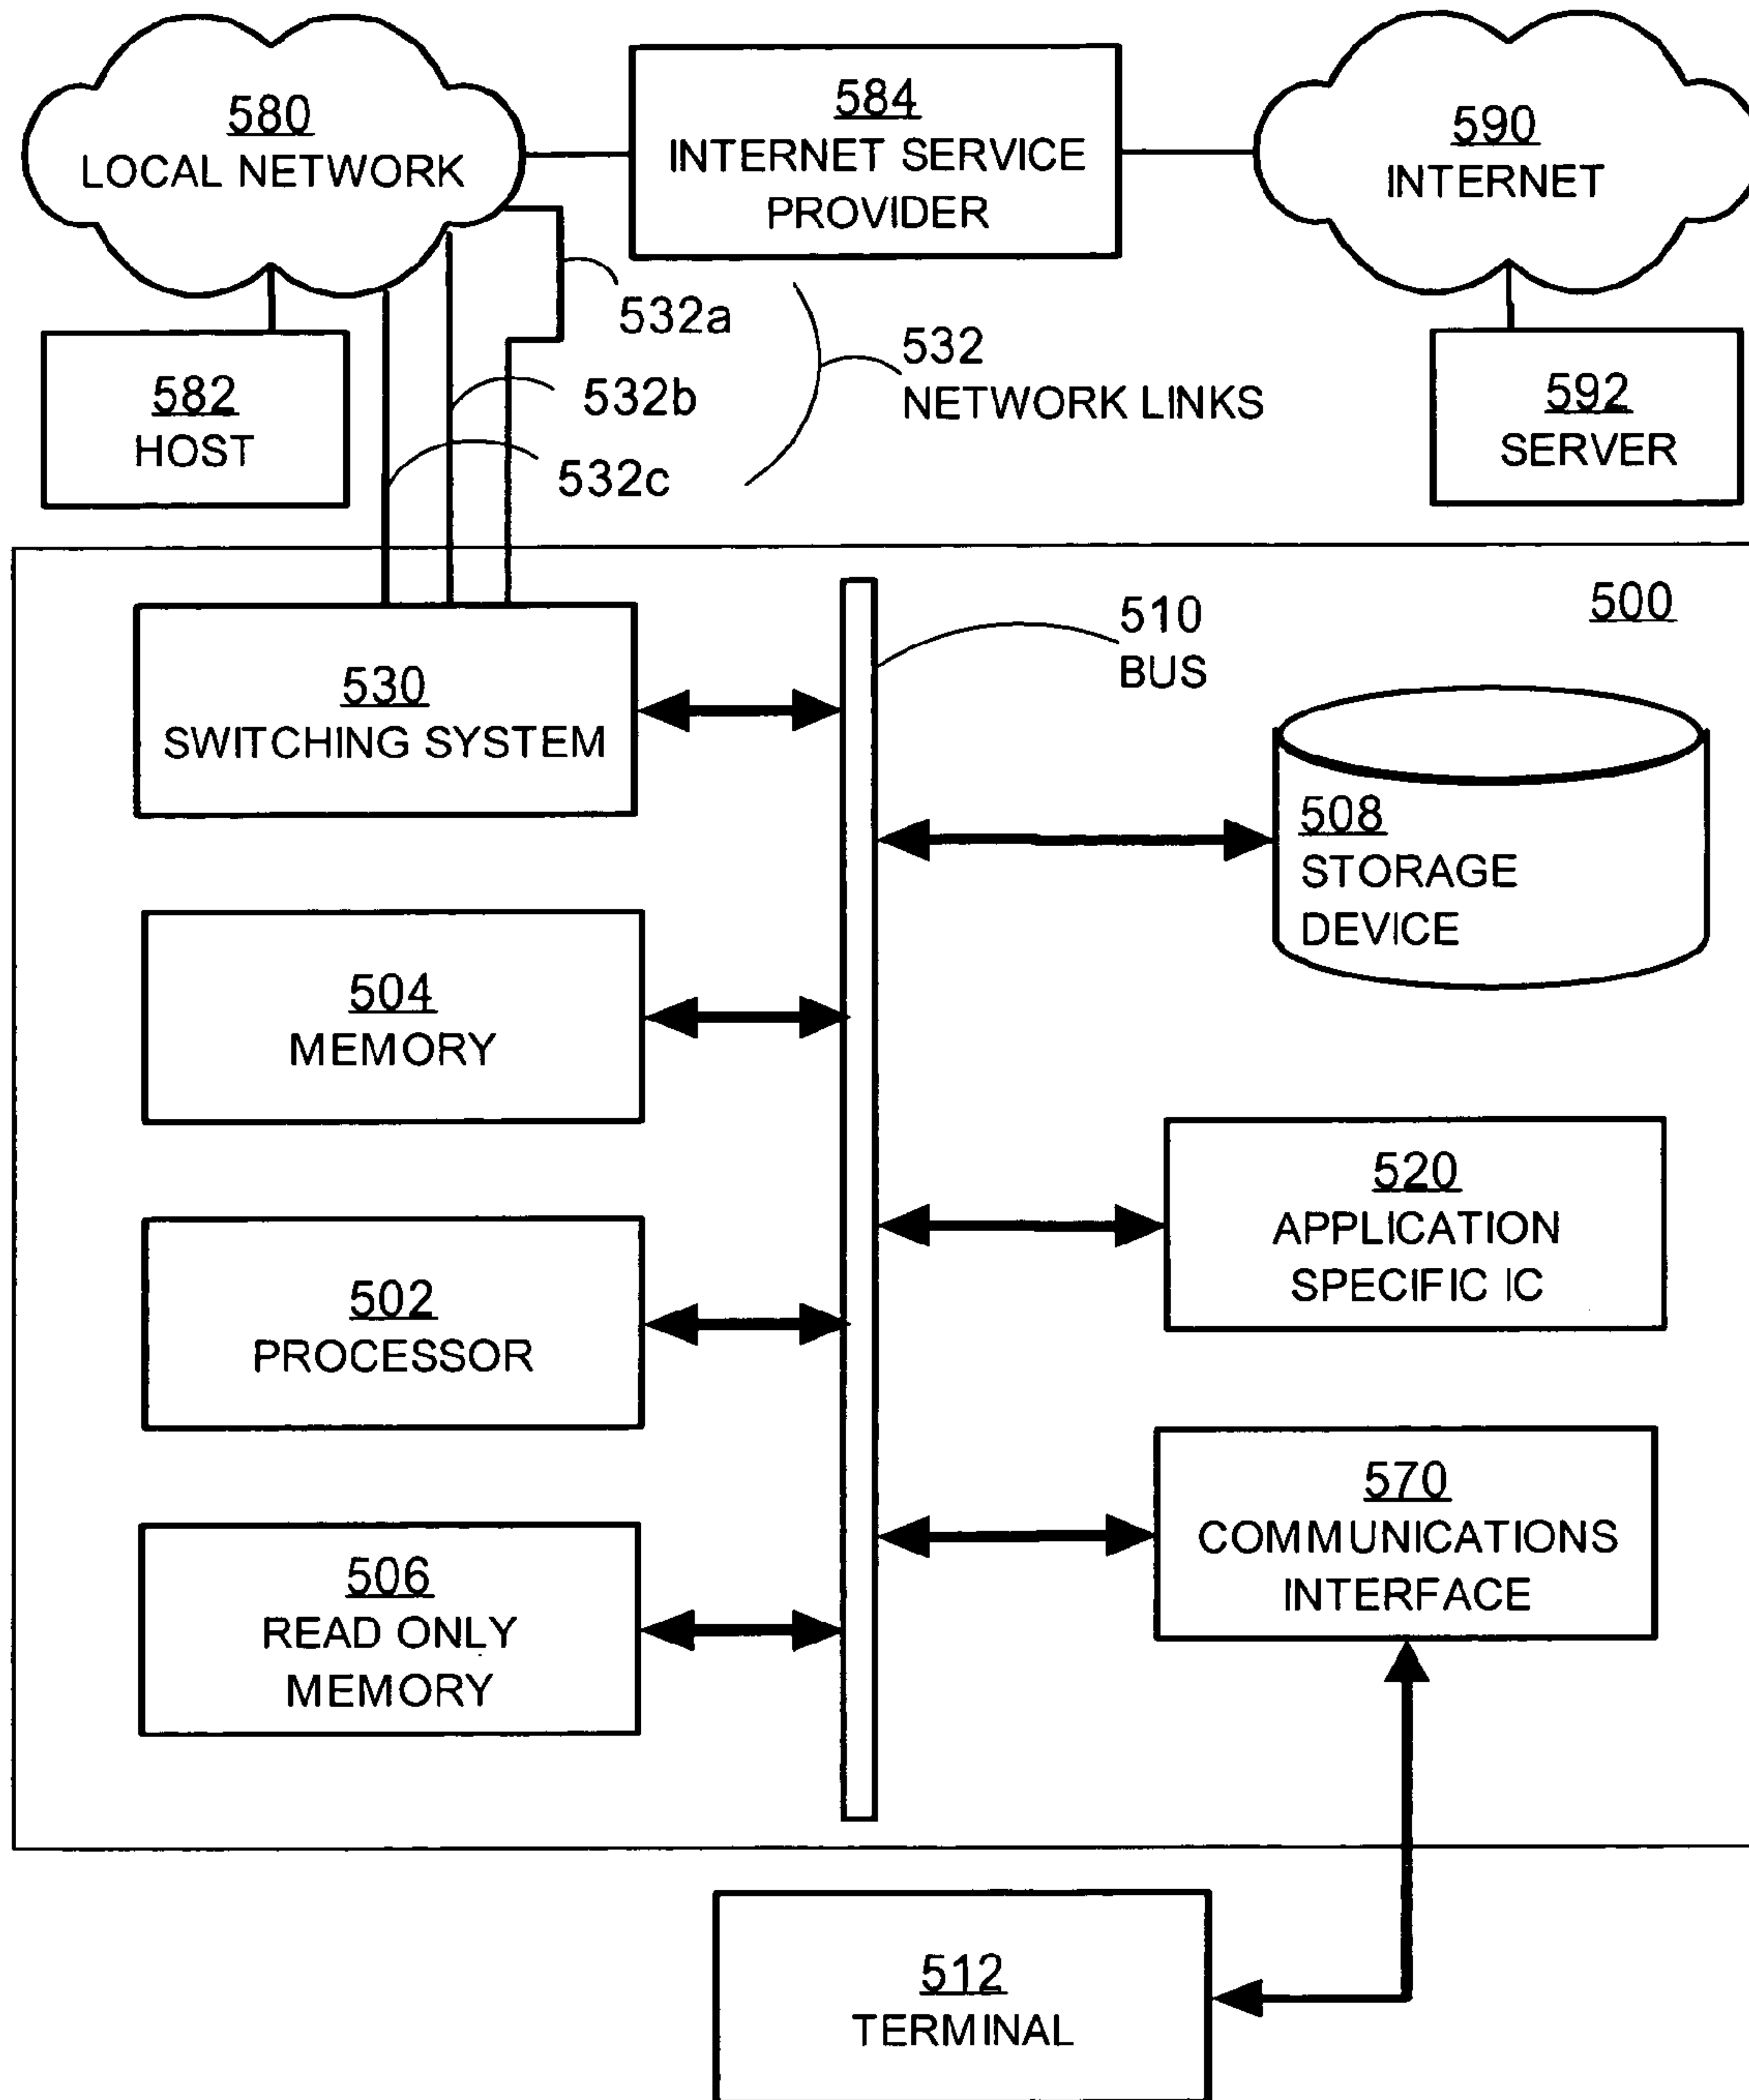 580
LOCAL NETWORK
584
INTERNET SERVICE
PROVIDER
590
INTERNET
532a
532
NETWORK LINKS
532b
532c
582
HOST
592
SERVER
500
510
BUS
530
SWITCHING SYSTEM
508
STORAGE
DEVICE
504
MEMORY
520
APPLICATION
SPECIFIC IC
502
PROCESSOR
570
COMMUNICATIONS
INTERFACE
506
READ ONLY
MEMORY
512
TERMINAL